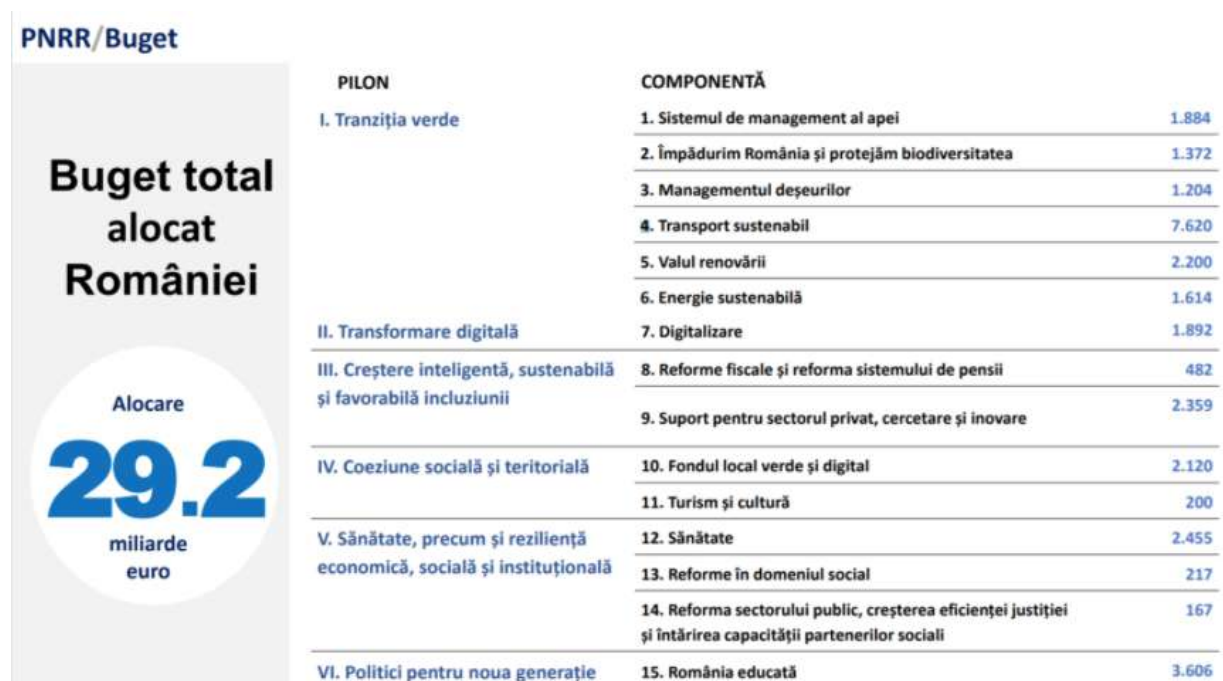 PNRR/Buget
Buget total
alocat
României
Alocare
29.2
miliarde
euro
PILON COMPONENTĂ
I. Tranziția verde 1. Sistemul de management al apei 1.884
2. Împădurim România și protejăm biodiversitatea 1.372
3. Managementul deșeurilor 1.204
4. Transport sustenabil 7.620
5. Valul renovării 2.200
6. Energie sustenabilă 1.614
II. Transformare digitală 7. Digitalizare 1.892
III. Creștere inteligentă, sustenabilă 8. Reforme fiscale și reforma sistemului de pensii 482
și favorabilă incluziunii
9. Suport pentru sectorul privat, cercetare și inovare 2.359
IV. Coeziune socială și teritorială 10. Fondul local verde și digital 2.120
11. Turism și cultură 200
V. Sănătate, precum și reziliență 12. Sănătate 2.455
economică, socială și instituțională 13. Reforme în domeniul social 217
14. Reforma sectorului public, creșterea eficienței justiției 167
și întărirea capacității partenerilor sociali
VI. Politici pentru noua generație 15. România educată 3.606